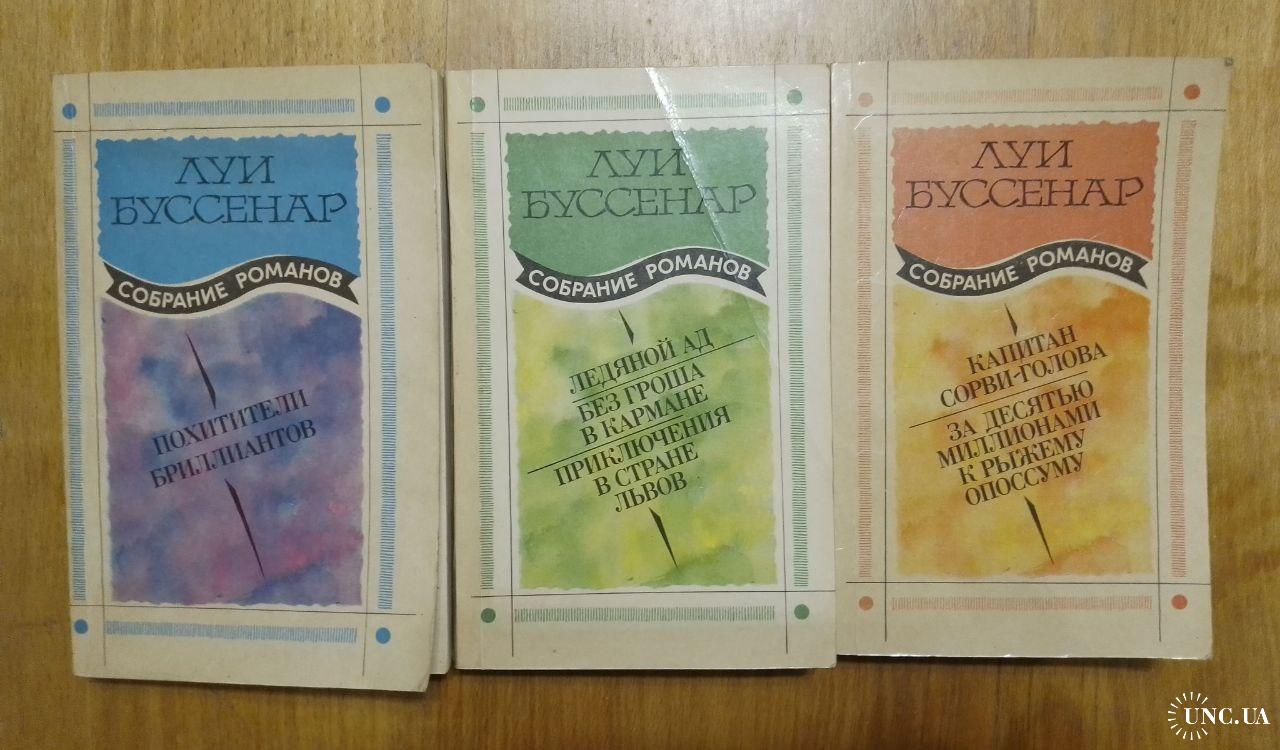 ЛУИ
БУССЕНАР
СОБРАНИЕ РОМАНОВ
ПОХИТИТЕЛИ
БРИЛЛИАНТОВ
ЛУИ
БУССЕНАР
СОБРАНИЕ РОМАНОВ
ЛЕДЯНОЙ АД
БЕЗ ГРОША
В КАРМАНЕ
ПРИКЛЮЧЕНИЯ
В СТРАНЕ
ЛЬВОВ
ЛУИ
БУССЕНАР
СОБРАНИЕ РОМАНОВ
КАПИТАН
СОРВИ-ГОЛОВА
ЗА ДЕСЯТЬЮ
МИЛЛИОНАМИ
К РЫЖЕМУ
ОПОССУМУ
UNC.UA